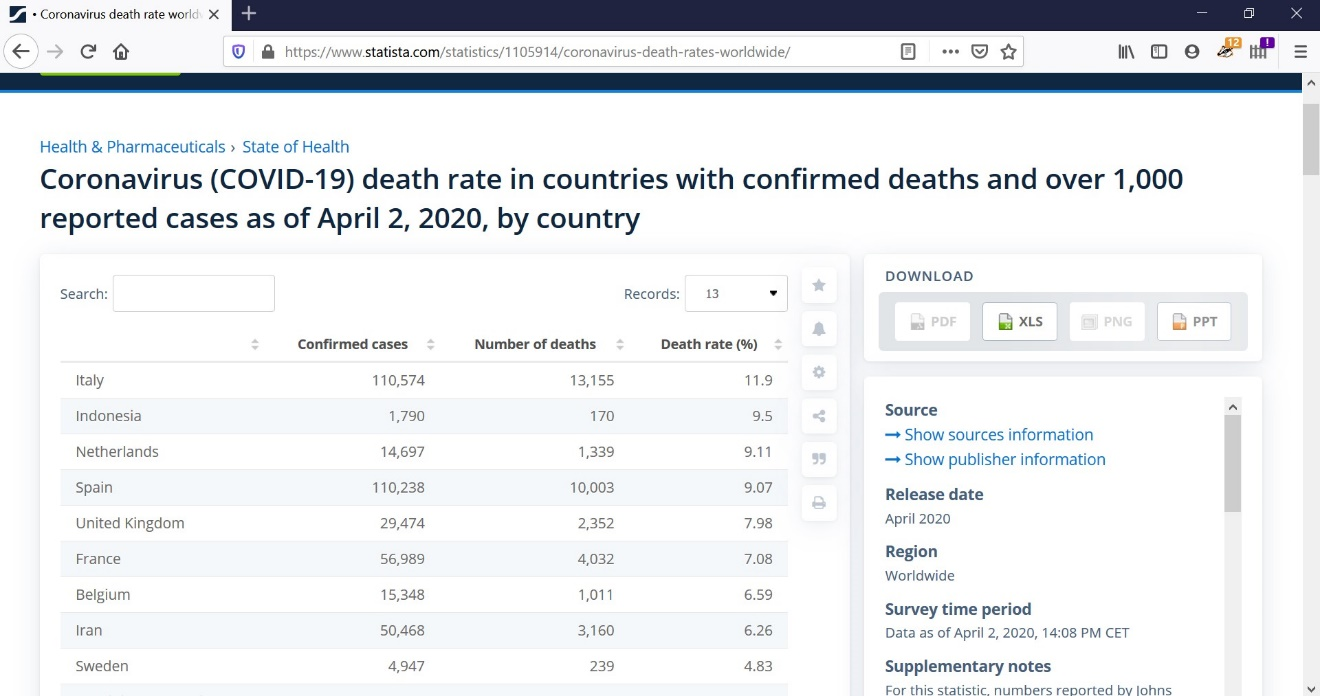 • Coronavirus death rate world
12
!
https://www.statista.com/statistics/1105914/coronavirus-death-rates-worldwide/
Health & Pharmaceuticals › State of Health
Coronavirus (COVID-19) death rate in countries with confirmed deaths and over 1,000
reported cases as of April 2, 2020, by country
Search:
Records: 13
Confirmed cases Number of deaths Death rate (%)
Italy 110,574 13,155 11.9
Indonesia 1,790 170 9.5
Netherlands 14,697 1,339 9.11
Spain 110,238 10,003 9.07
United Kingdom 29,474 2,352 7.98
France 56,989 4,032 7.08
Belgium 15,348 1,011 6.59
Iran 50,468 3,160 6.26
Sweden 4,947 239 4.83
DOWNLOAD
PDF XLS PNG PPT
Source
→ Show sources information
→ Show publisher information
Release date
April 2020
Region
Worldwide
Survey time period
Data as of April 2, 2020, 14:08 PM CET
Supplementary notes
For this statistic, numbers reported by Johns